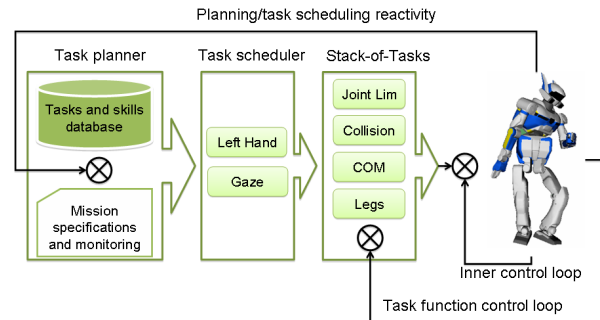 Planning/task scheduling reactivity
Task planner
Task scheduler
Stack-of-Tasks
Tasks and skills
database
Mission
specifications
and monitoring
Left Hand
Gaze
Joint Lim
Collision
COM
Legs
Inner control loop
Task function control loop